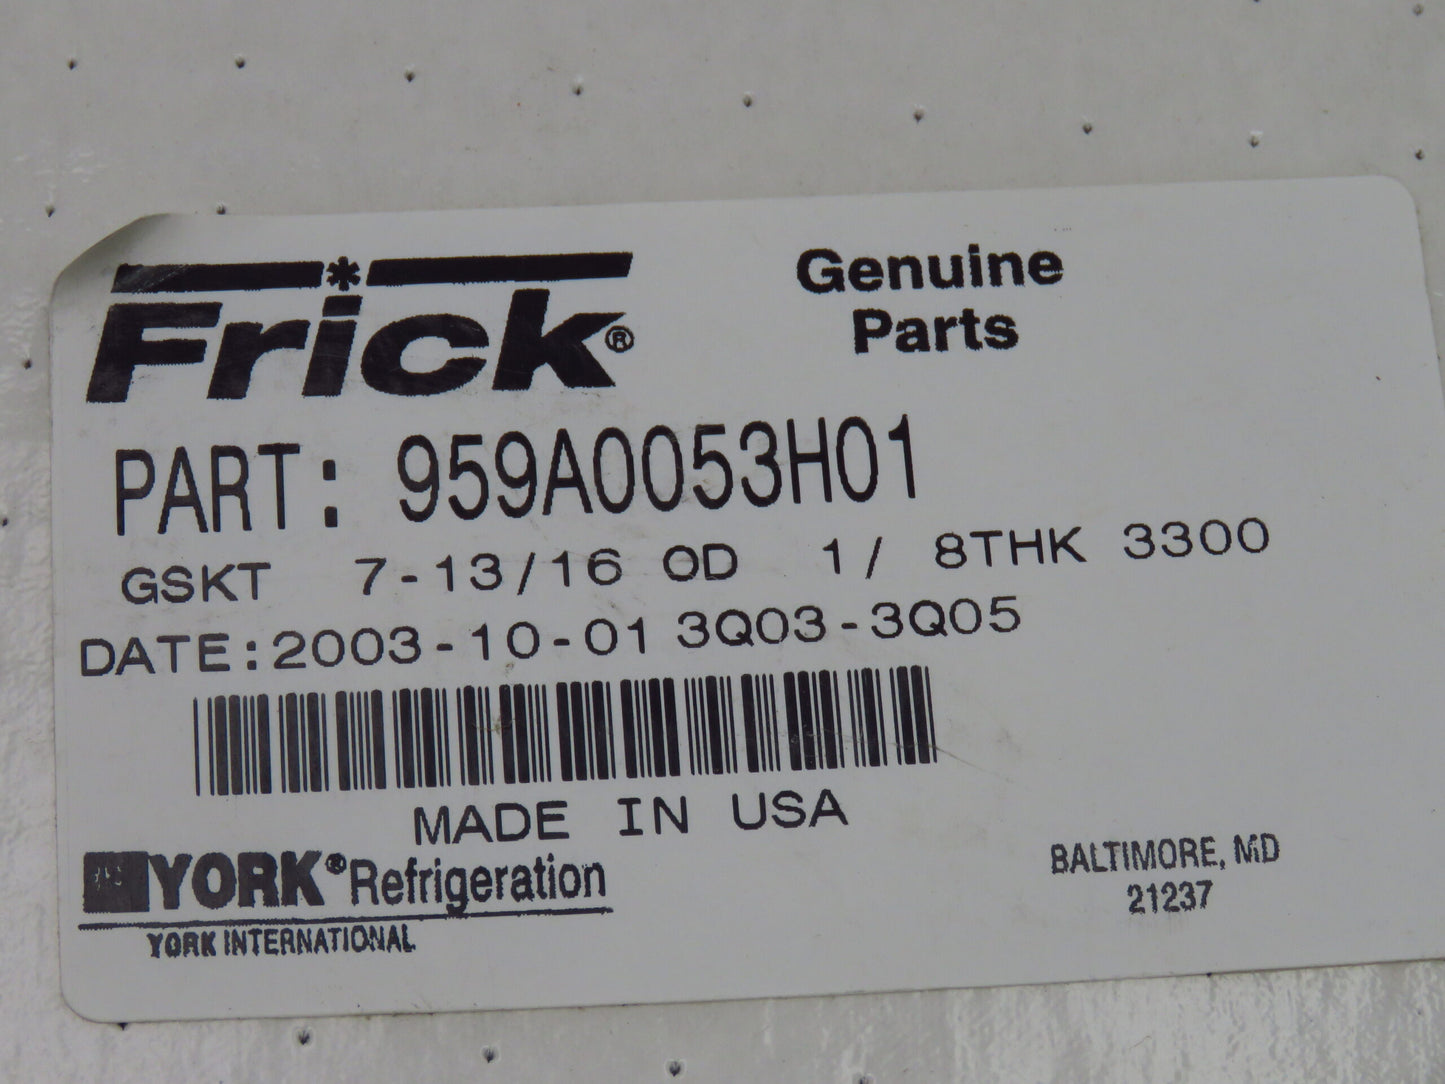 Frick®
Genuine
Parts
PART: 959A0053H01
GSKT 7-13/16 OD 1/ 8THK 3300
DATE:2003-10-01 3Q03-3Q05
MADE IN USA
YORK® Refrigeration
YORK INTERNATIONAL
BALTIMORE, MD
21237